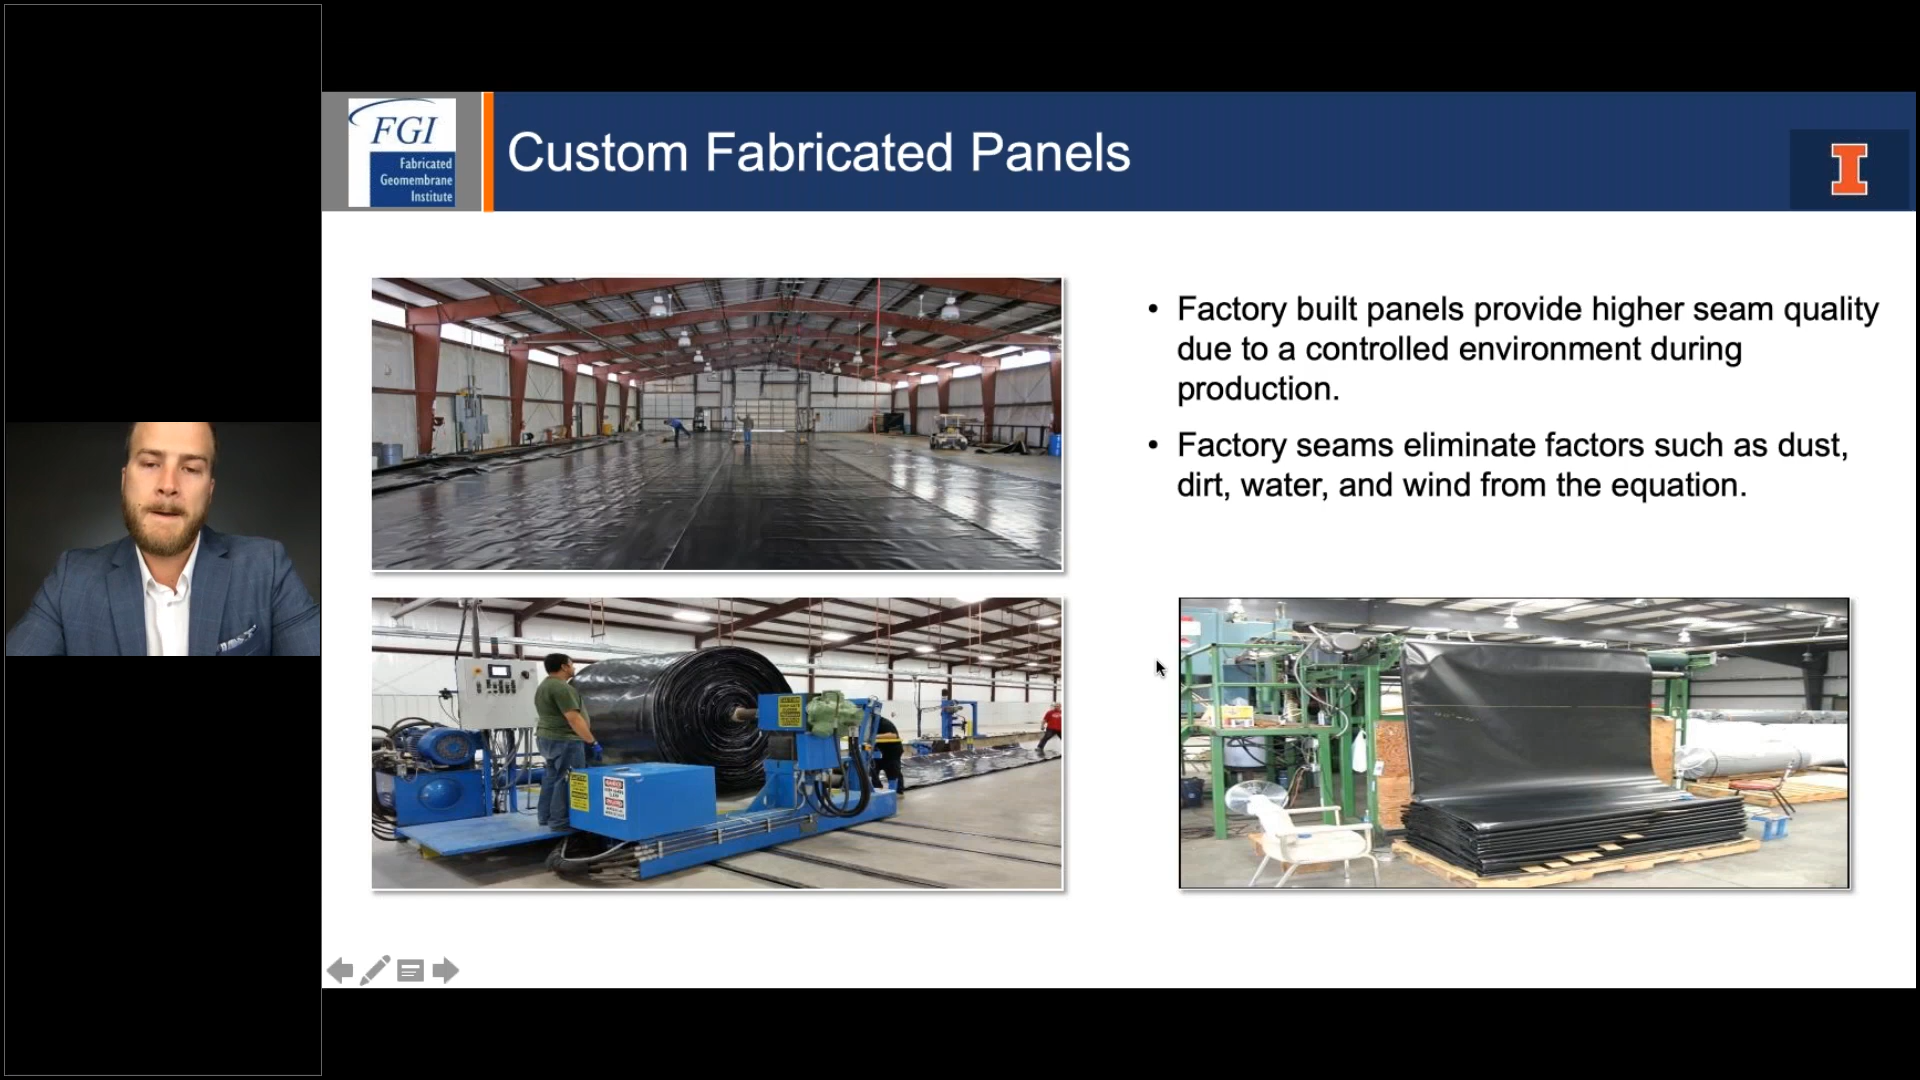 FGI
Fabricated
Geomembrane
Institute
Custom Fabricated Panels
I
• Factory built panels provide higher seam quality
due to a controlled environment during
production.
• Factory seams eliminate factors such as dust,
dirt, water, and wind from the equation.